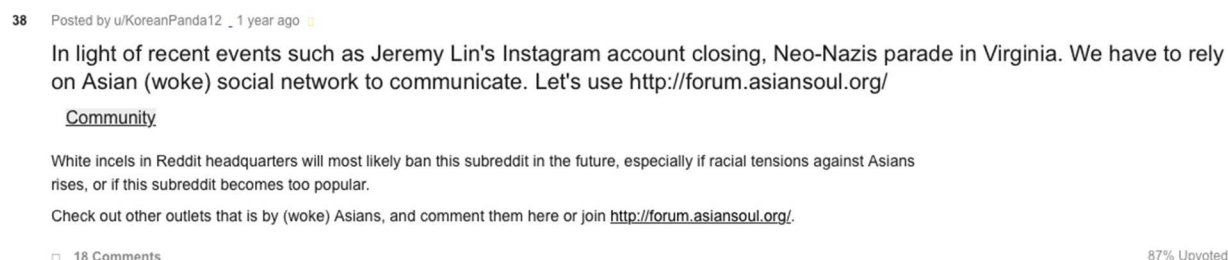 38 Posted by u/KoreanPanda12 1 year ago
In light of recent events such as Jeremy Lin's Instagram account closing, Neo-Nazis parade in Virginia. We have to rely
on Asian (woke) social network to communicate. Let's use http://forum.asiansoul.org/
Community
White incels in Reddit headquarters will most likely ban this subreddit in the future, especially if racial tensions against Asians
rises, or if this subreddit becomes too popular.
Check out other outlets that is by (woke) Asians, and comment them here or join http://forum.asiansoul.org/.
18 Comments 87% Upvoted